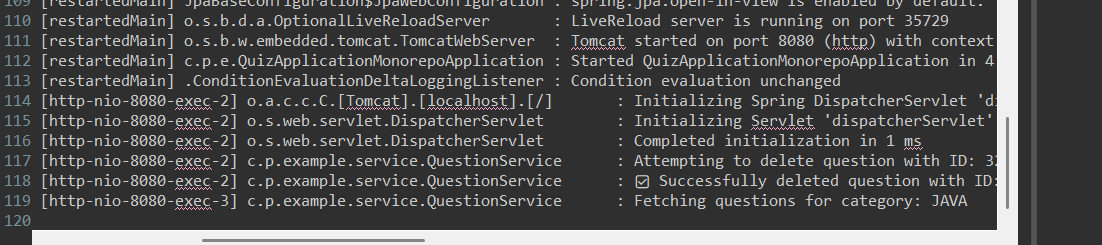 109 [restartedMain] JpaBaseConfiguration$JpaWebConfiguration : spring.jpa.open-in-view is enabled by default.
110 [restartedMain] o.s.b.d.a.OptionalLiveReloadServer : LiveReload server is running on port 35729
111 [restartedMain] o.s.b.w.embedded.tomcat.TomcatWebServer : Tomcat started on port 8080 (http) with context
112 [restartedMain] c.p.e.QuizApplicationMonorepoApplication : Started QuizApplicationMonorepoApplication in 4
113 [restartedMain] .ConditionEvaluationDeltaLoggingListener : Condition evaluation unchanged
114 [http-nio-8080-exec-2] o.a.c.c.C.[Tomcat].[localhost].[/] : Initializing Spring DispatcherServlet 'di
115 [http-nio-8080-exec-2] o.s.web.servlet.DispatcherServlet : Initializing Servlet 'dispatcherServlet'
116 [http-nio-8080-exec-2] o.s.web.servlet.DispatcherServlet : Completed initialization in 1 ms
117 [http-nio-8080-exec-2] c.p.example.service.QuestionService : Attempting to delete question with ID: 32
118 [http-nio-8080-exec-2] c.p.example.service.QuestionService : ☑ Successfully deleted question with ID:
119 [http-nio-8080-exec-3] c.p.example.service.QuestionService : Fetching questions for category: JAVA
120